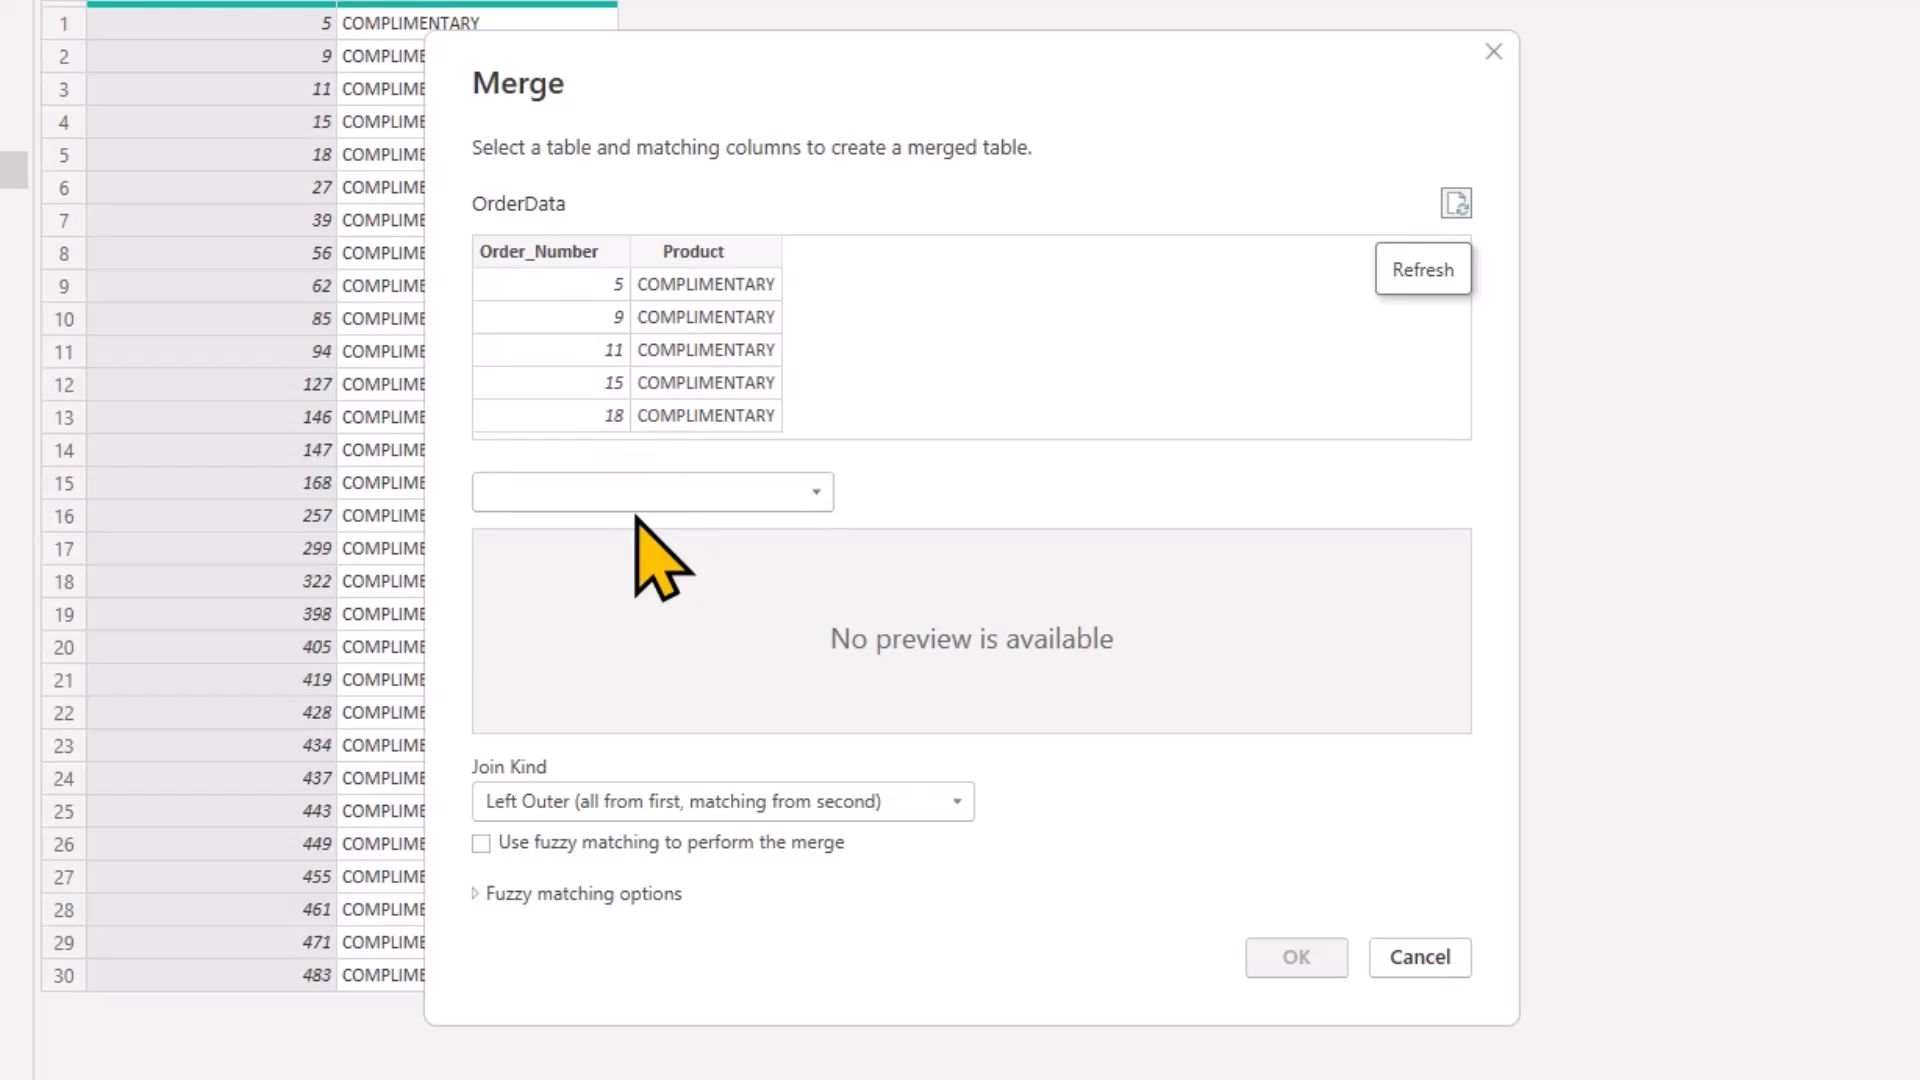 1 5 COMPLIMENTARY
2 9 COMPLIME
3 11 COMPLIME
4 15 COMPLIME
5 18 COMPLIME
6 27 COMPLIME
7 39 COMPLIME
8 56 COMPLIME
9 62 COMPLIME
10 85 COMPLIME
11 94 COMPLIME
12 127 COMPLIME
13 146 COMPLIME
14 147 COMPLIME
15 168 COMPLIME
16 257 COMPLIME
17 299 COMPLIME
18 322 COMPLIME
19 398 COMPLIME
20 405 COMPLIME
21 419 COMPLIME
22 428 COMPLIME
23 434 COMPLIME
24 437 COMPLIME
25 443 COMPLIME
26 449 COMPLIME
27 455 COMPLIME
28 461 COMPLIME
29 471 COMPLIME
30 483 COMPLIME
Merge
Select a table and matching columns to create a merged table.
OrderData
Order_Number Product
5 COMPLIMENTARY
9 COMPLIMENTARY
11 COMPLIMENTARY
15 COMPLIMENTARY
18 COMPLIMENTARY
Refresh
No preview is available
Join Kind
Left Outer (all from first, matching from second)
Use fuzzy matching to perform the merge
Fuzzy matching options
OK Cancel